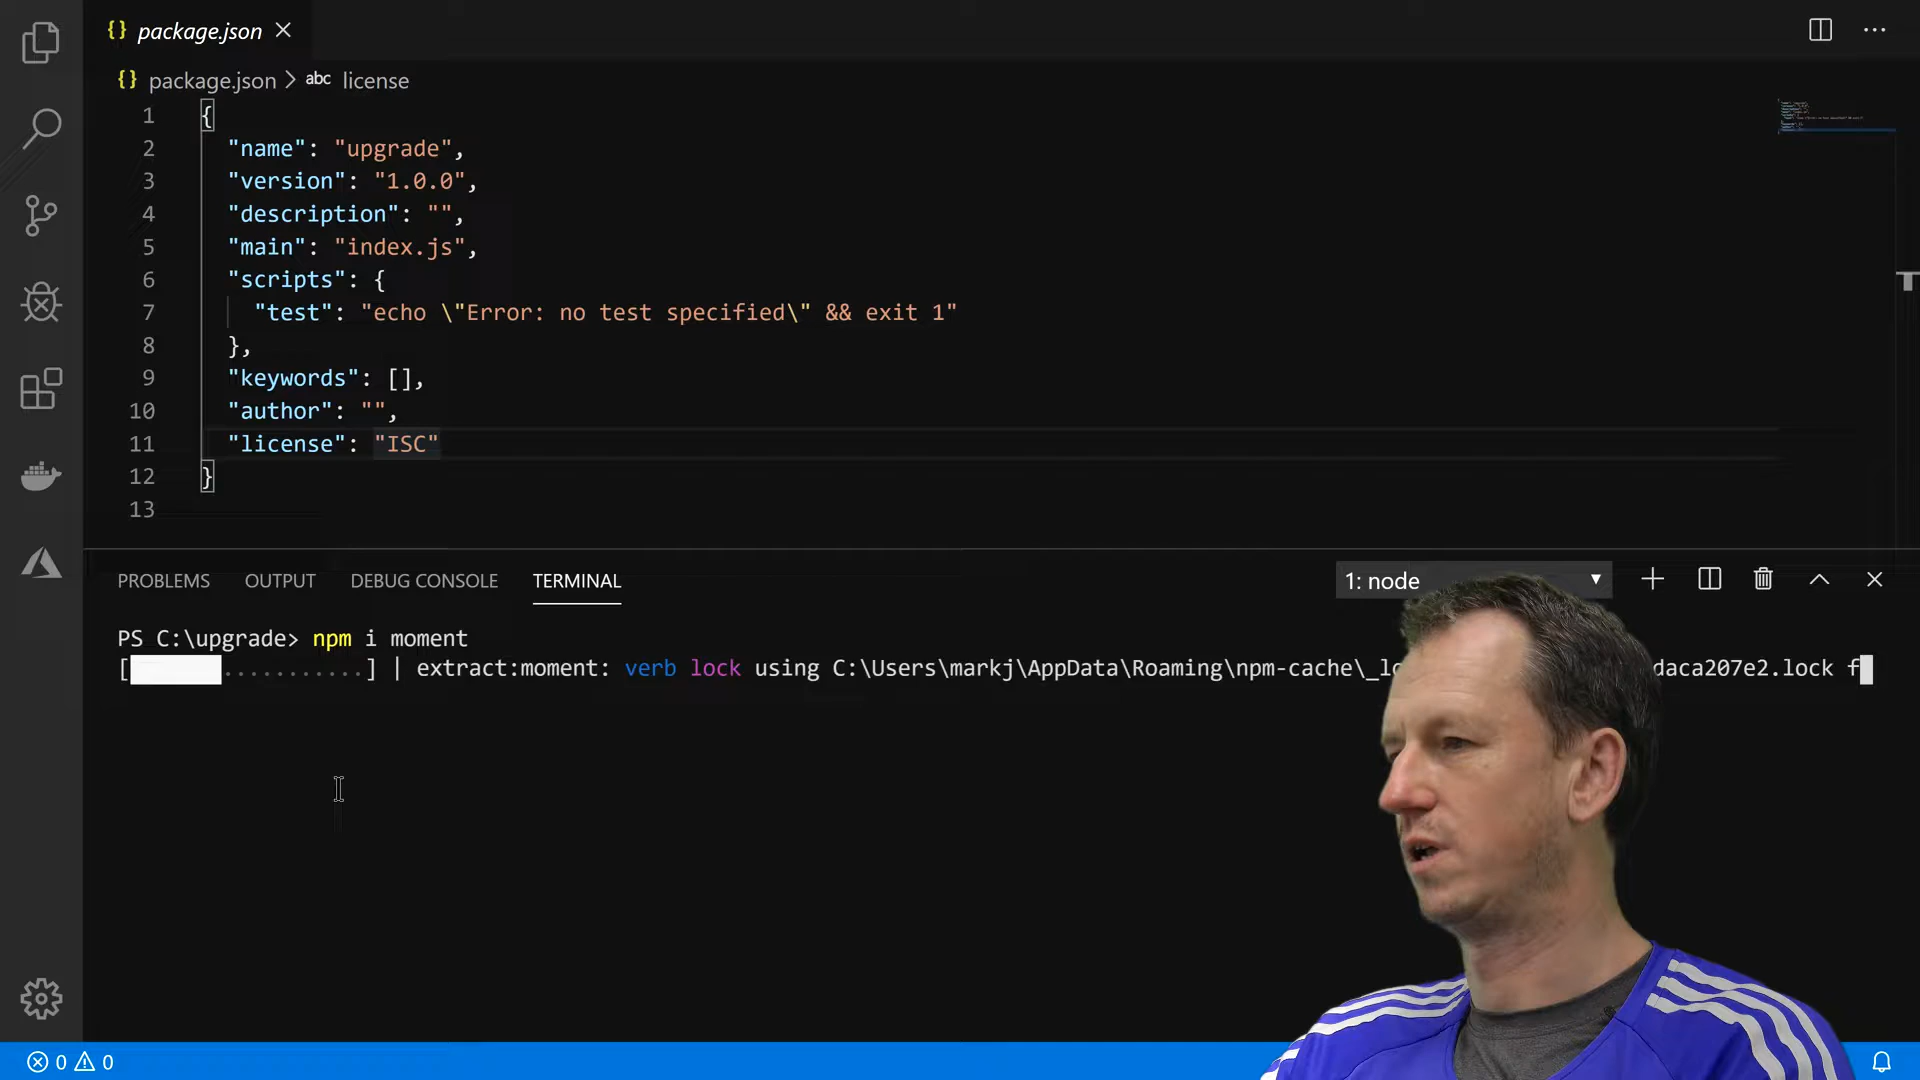 {} package.json ×
{} package.json > abc license
1 {
2 "name": "upgrade",
3 "version": "1.0.0",
4 "description": "",
5 "main": "index.js",
6 "scripts": {
7 "test": "echo \"Error: no test specified\" && exit 1"
8 },
9 "keywords": [],
10 "author": "",
11 "license": "ISC"
12 }
13
PROBLEMS OUTPUT DEBUG CONSOLE TERMINAL 1: node
PS C:\upgrade> npm i moment
[...........] | extract:moment: verb lock using C:\Users\markj\AppData\Roaming\npm-cache\_lo daca207e2.lock f
0 0